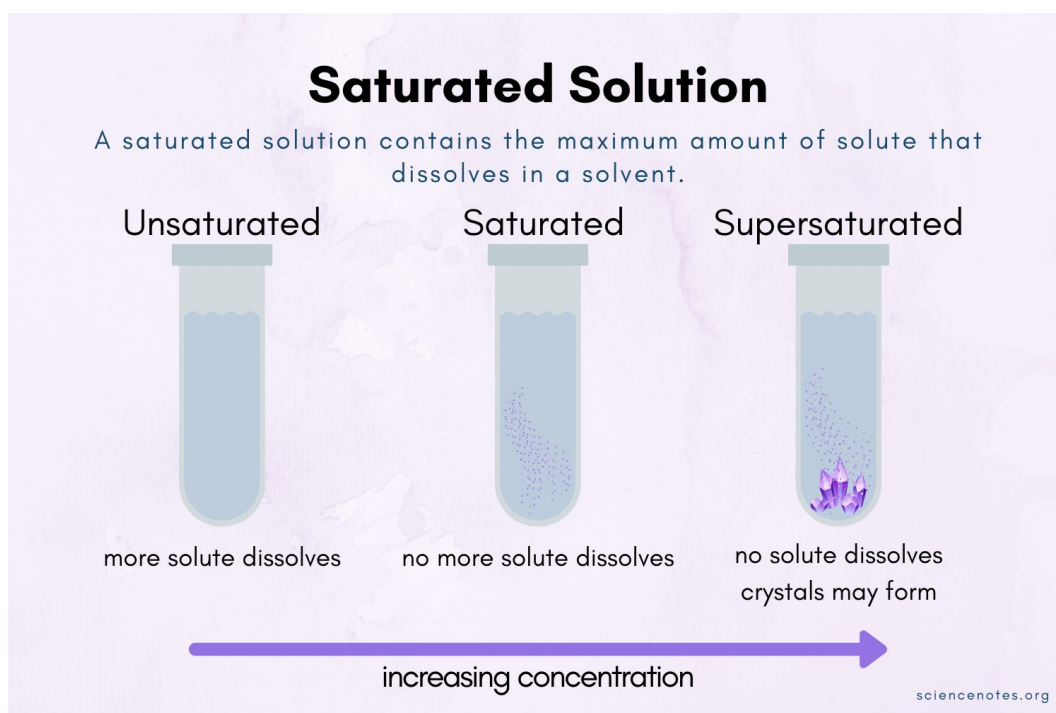 Saturated Solution
A saturated solution contains the maximum amount of solute that
dissolves in a solvent.
Unsaturated
Saturated
Supersaturated
more solute dissolves
no more solute dissolves
no solute dissolves
crystals may form
increasing concentration
sciencenotes.org